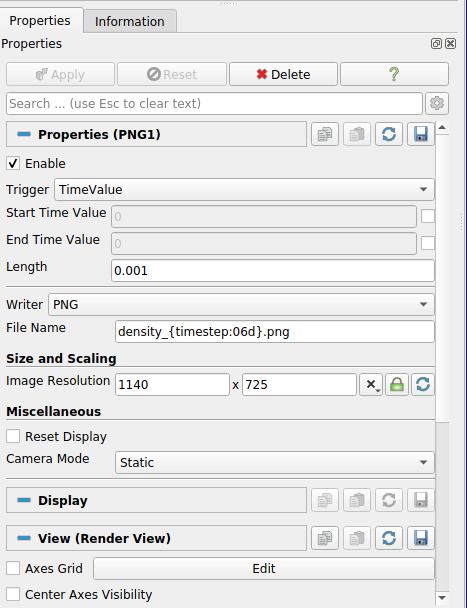 Properties
Information
Properties
Apply
Reset
Delete
?
Search ... (use Esc to clear text)
Properties (PNG1)
Enable
Trigger TimeValue
Start Time Value 0
End Time Value 0
Length 0.001
Writer PNG
File Name density_{timestep:06d}.png
Size and Scaling
Image Resolution 1140 x 725
Miscellaneous
Reset Display
Camera Mode Static
Display
View (Render View)
Axes Grid Edit
Center Axes Visibility